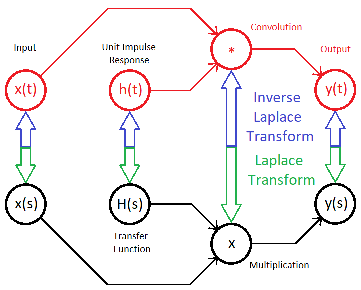 Input
Unit Impulse
Response
Convolution
Output
x(t)
h(t)
*
y(t)
Inverse
Laplace
Transform
Laplace
Transform
x(s)
H(s)
y(s)
Transfer
Function
x
Multiplication